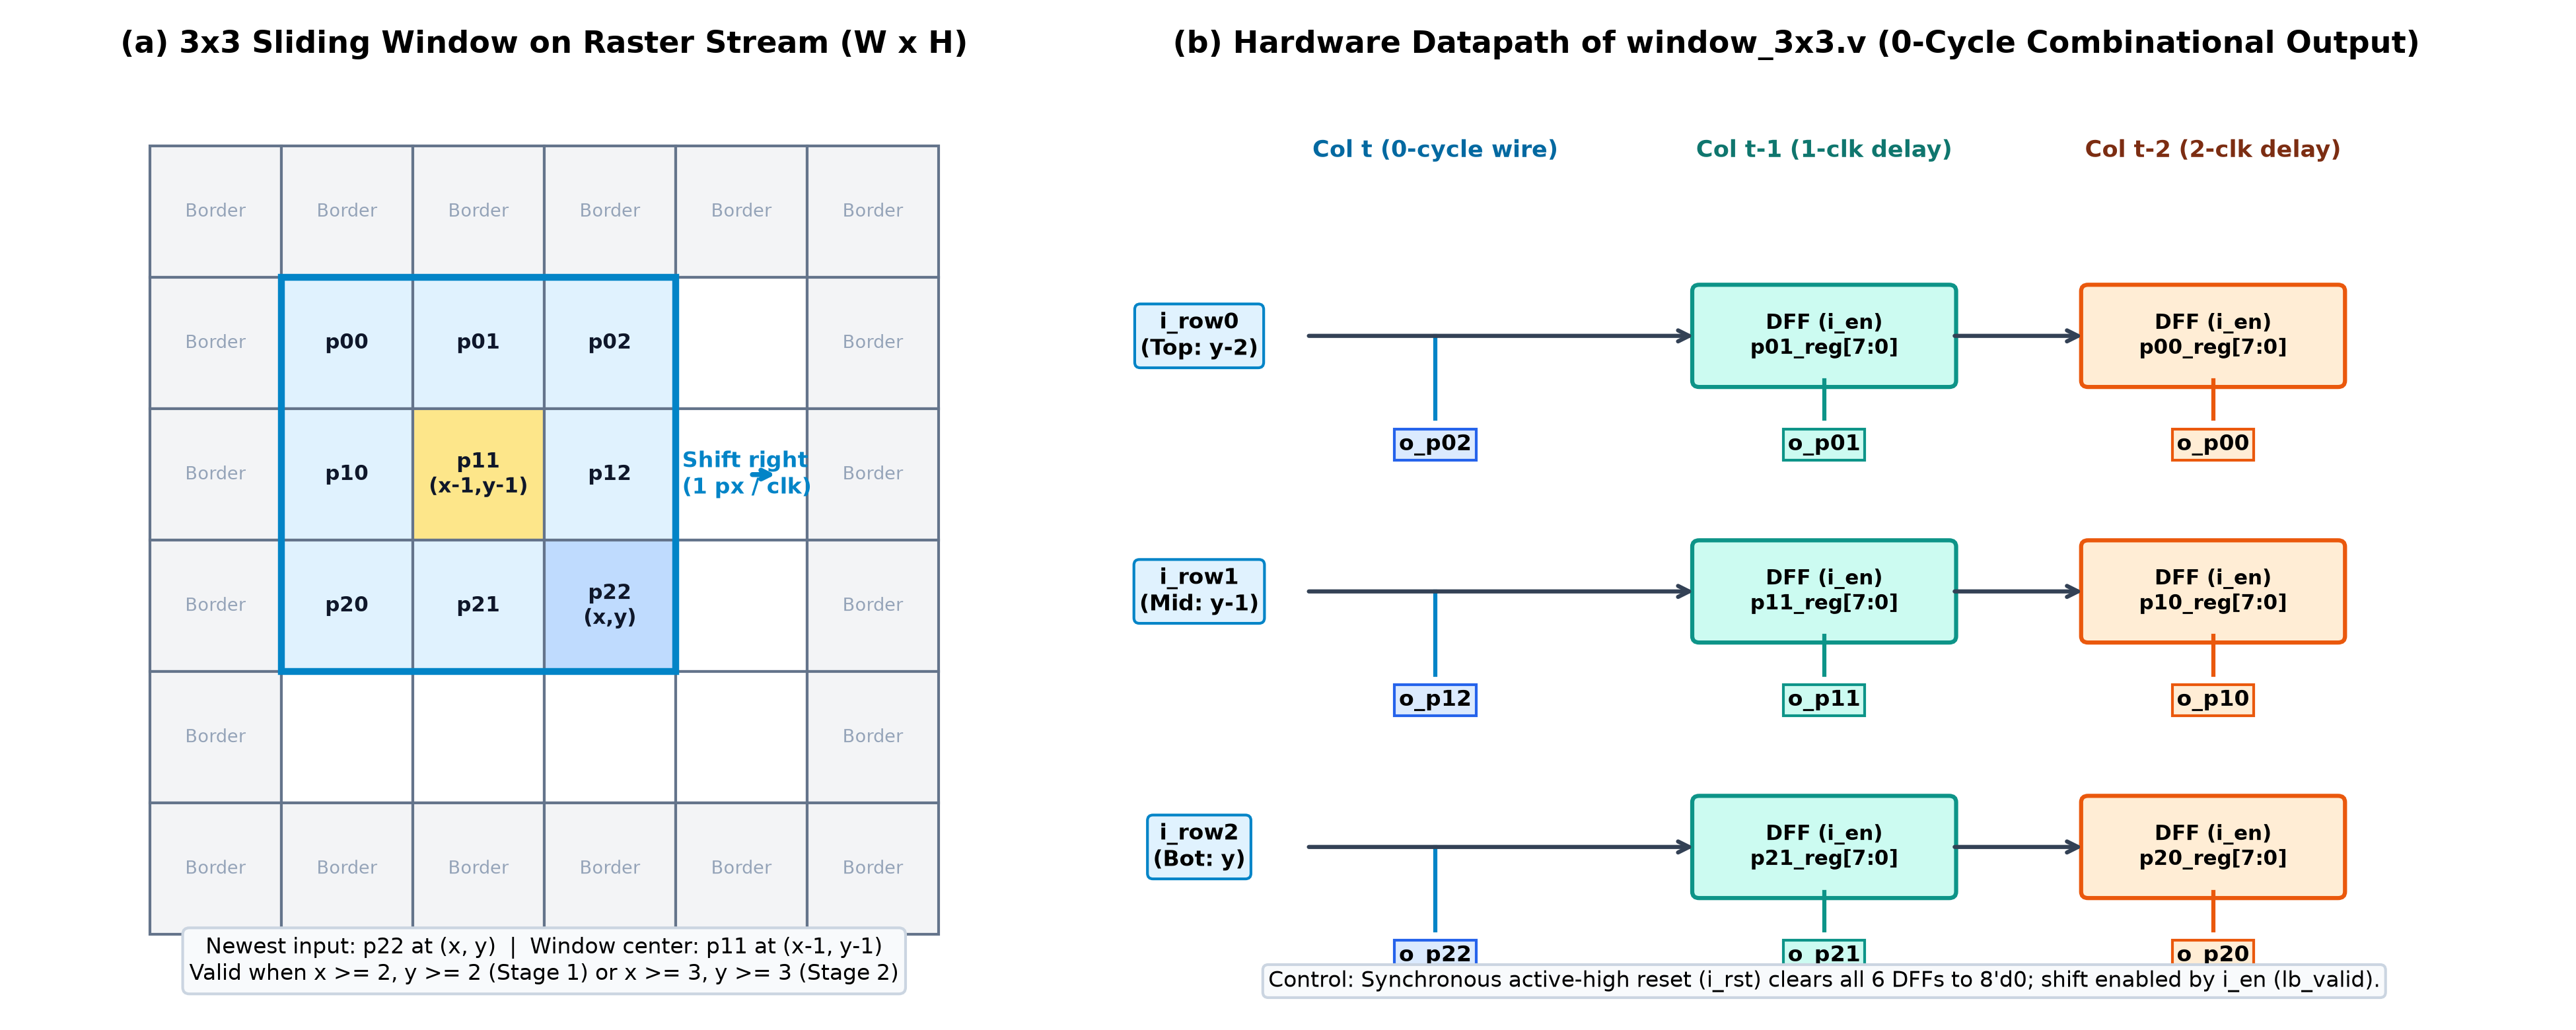 (a) 3x3 Sliding Window on Raster Stream (W x H)
Border Border Border Border Border Border
Border p00 p01 p02 Border
Border p10 p11 p12 Border
(x-1,y-1)
Shift right
(1 px / clk)
Border p20 p21 p22 Border
(x,y)
Border Border
Border Border Border Border Border Border
Newest input: p22 at (x, y) | Window center: p11 at (x-1, y-1)
Valid when x >= 2, y >= 2 (Stage 1) or x >= 3, y >= 3 (Stage 2)
(b) Hardware Datapath of window_3x3.v (0-Cycle Combinational Output)
Col t (0-cycle wire) Col t-1 (1-clk delay) Col t-2 (2-clk delay)
i_row0
(Top: y-2)
DFF (i_en)
p01_reg[7:0]
DFF (i_en)
p00_reg[7:0]
o_p02 o_p01 o_p00
i_row1
(Mid: y-1)
DFF (i_en)
p11_reg[7:0]
DFF (i_en)
p10_reg[7:0]
o_p12 o_p11 o_p10
i_row2
(Bot: y)
DFF (i_en)
p21_reg[7:0]
DFF (i_en)
p20_reg[7:0]
o_p22 o_p21 o_p20
Control: Synchronous active-high reset (i_rst) clears all 6 DFFs to 8'd0; shift enabled by i_en (lb_valid).